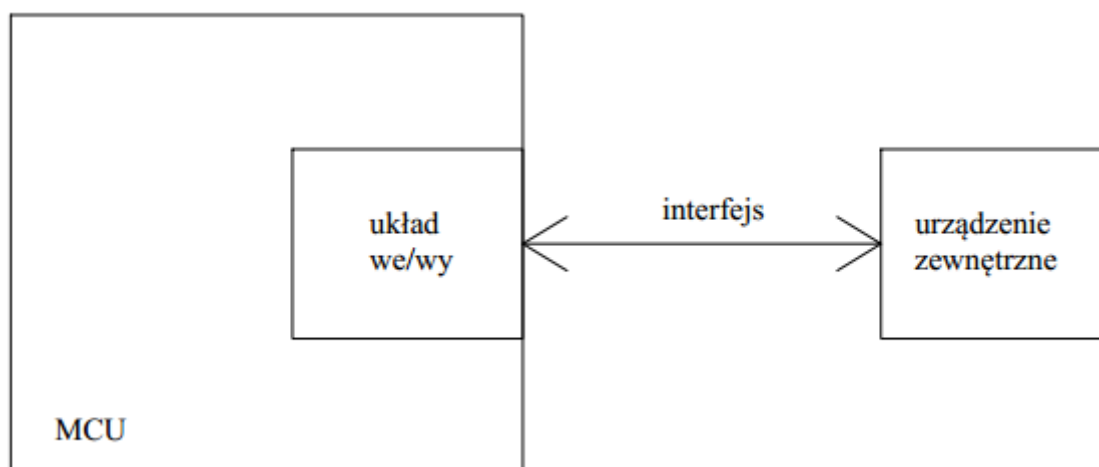 układ
we/wy
interfejs
urządzenie
zewnętrzne
MCU